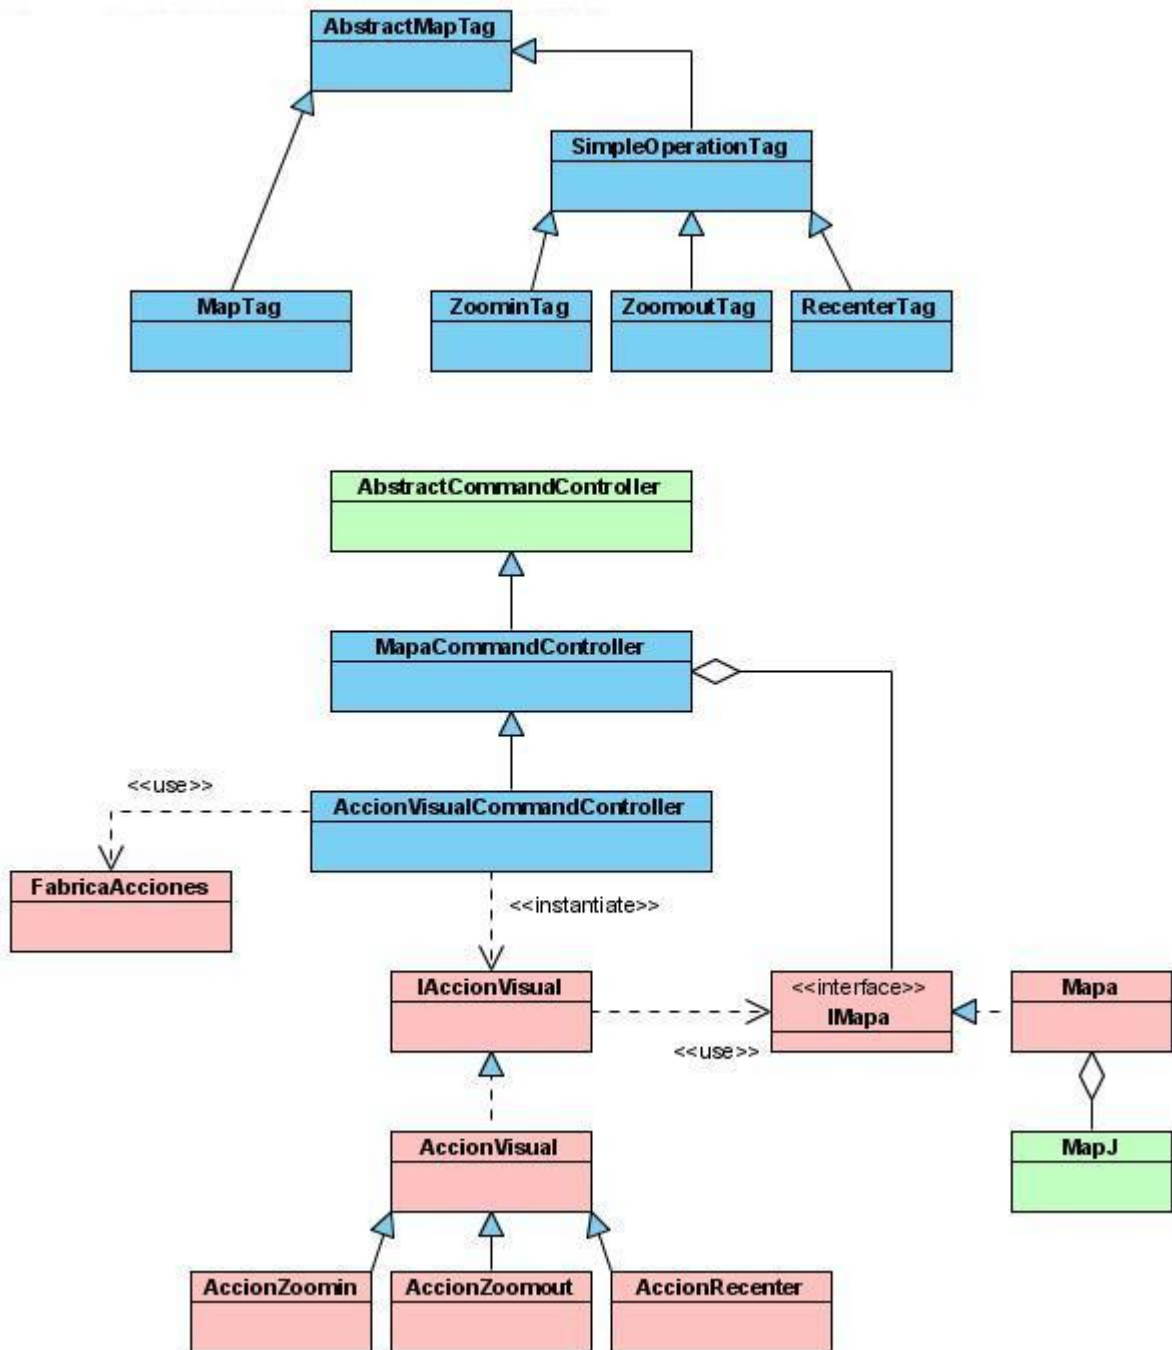 AbstractMapTag
SimpleOperationTag
MapTag
ZoominTag
ZoomoutTag
RecenterTag
AbstractCommandController
MapaCommandController
<<use>>
AccionVisualCommandController
FabricaAcciones
<<instantiate>>
IAccionVisual
<<interface>>
IMapa
Mapa
<<use>>
AccionVisual
MapJ
AccionZoomin
AccionZoomout
AccionRecenter